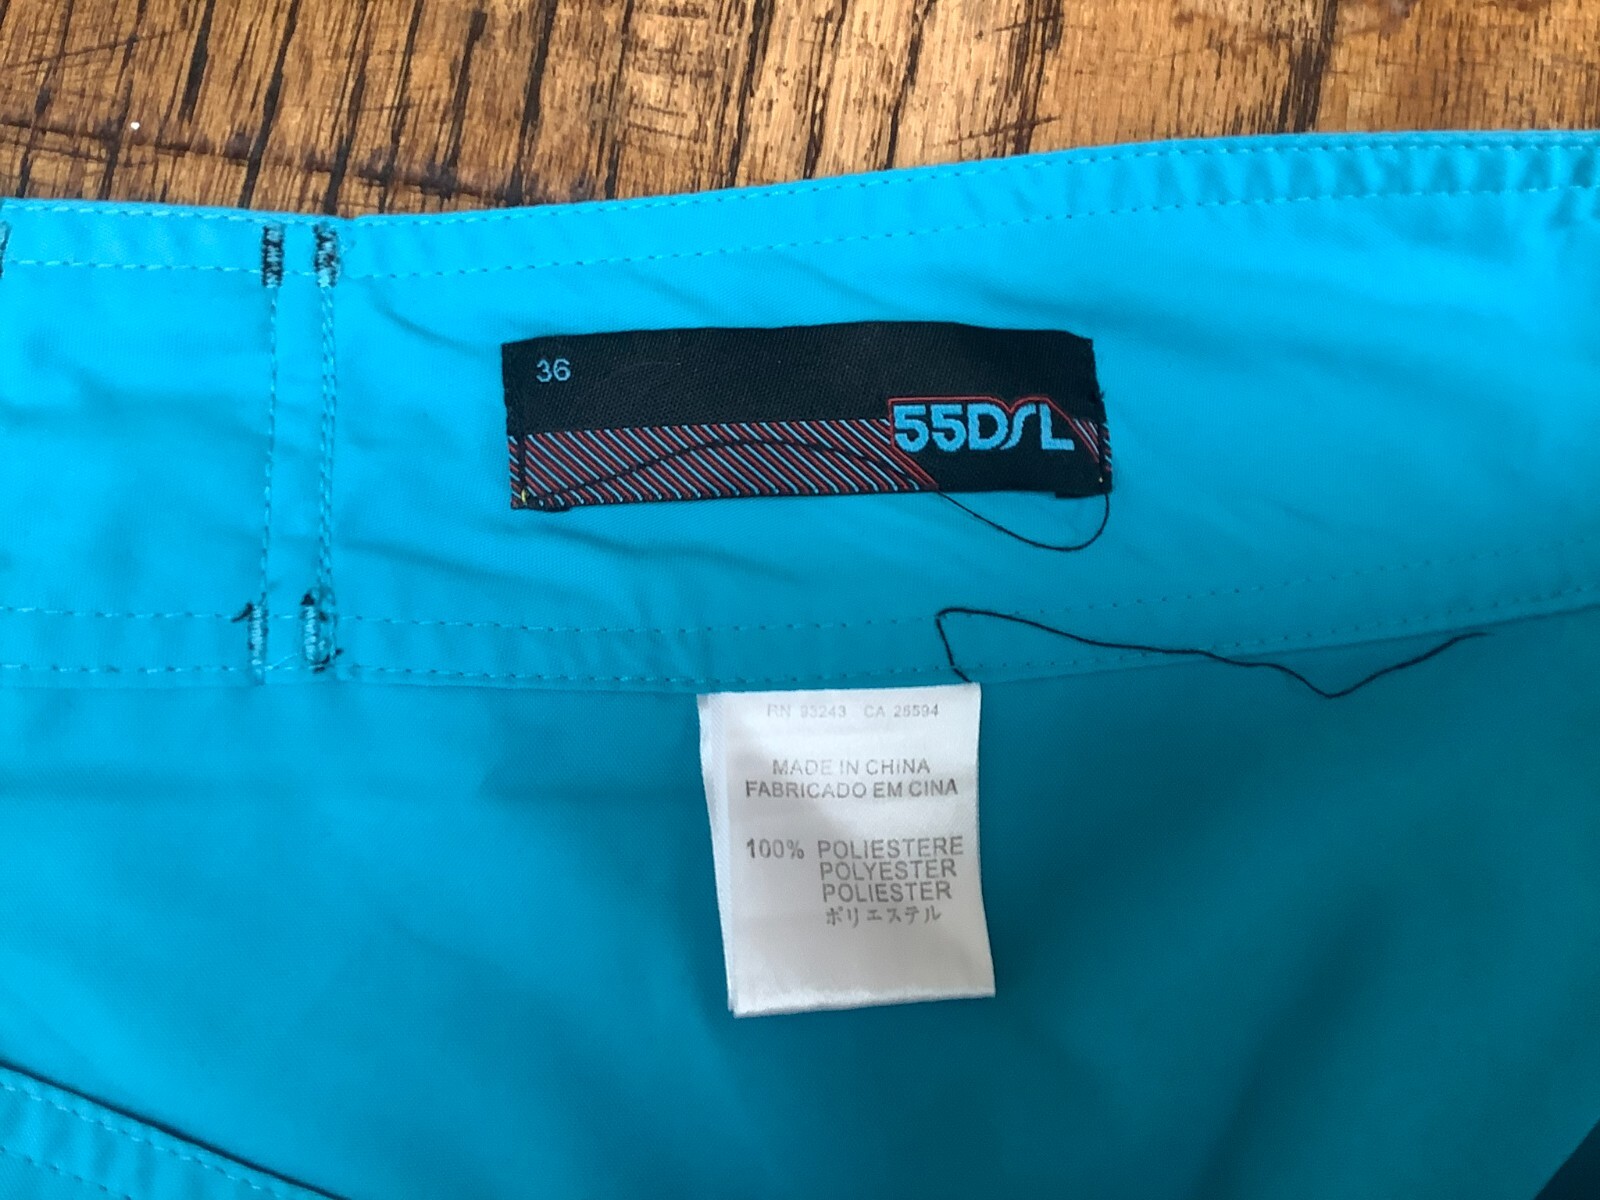 36
55DSL
RN 93243 CA 26594
MADE IN CHINA
FABRICADO EM CINA
100% POLIESTERE
POLYESTER
POLIESTER
ポリエステル